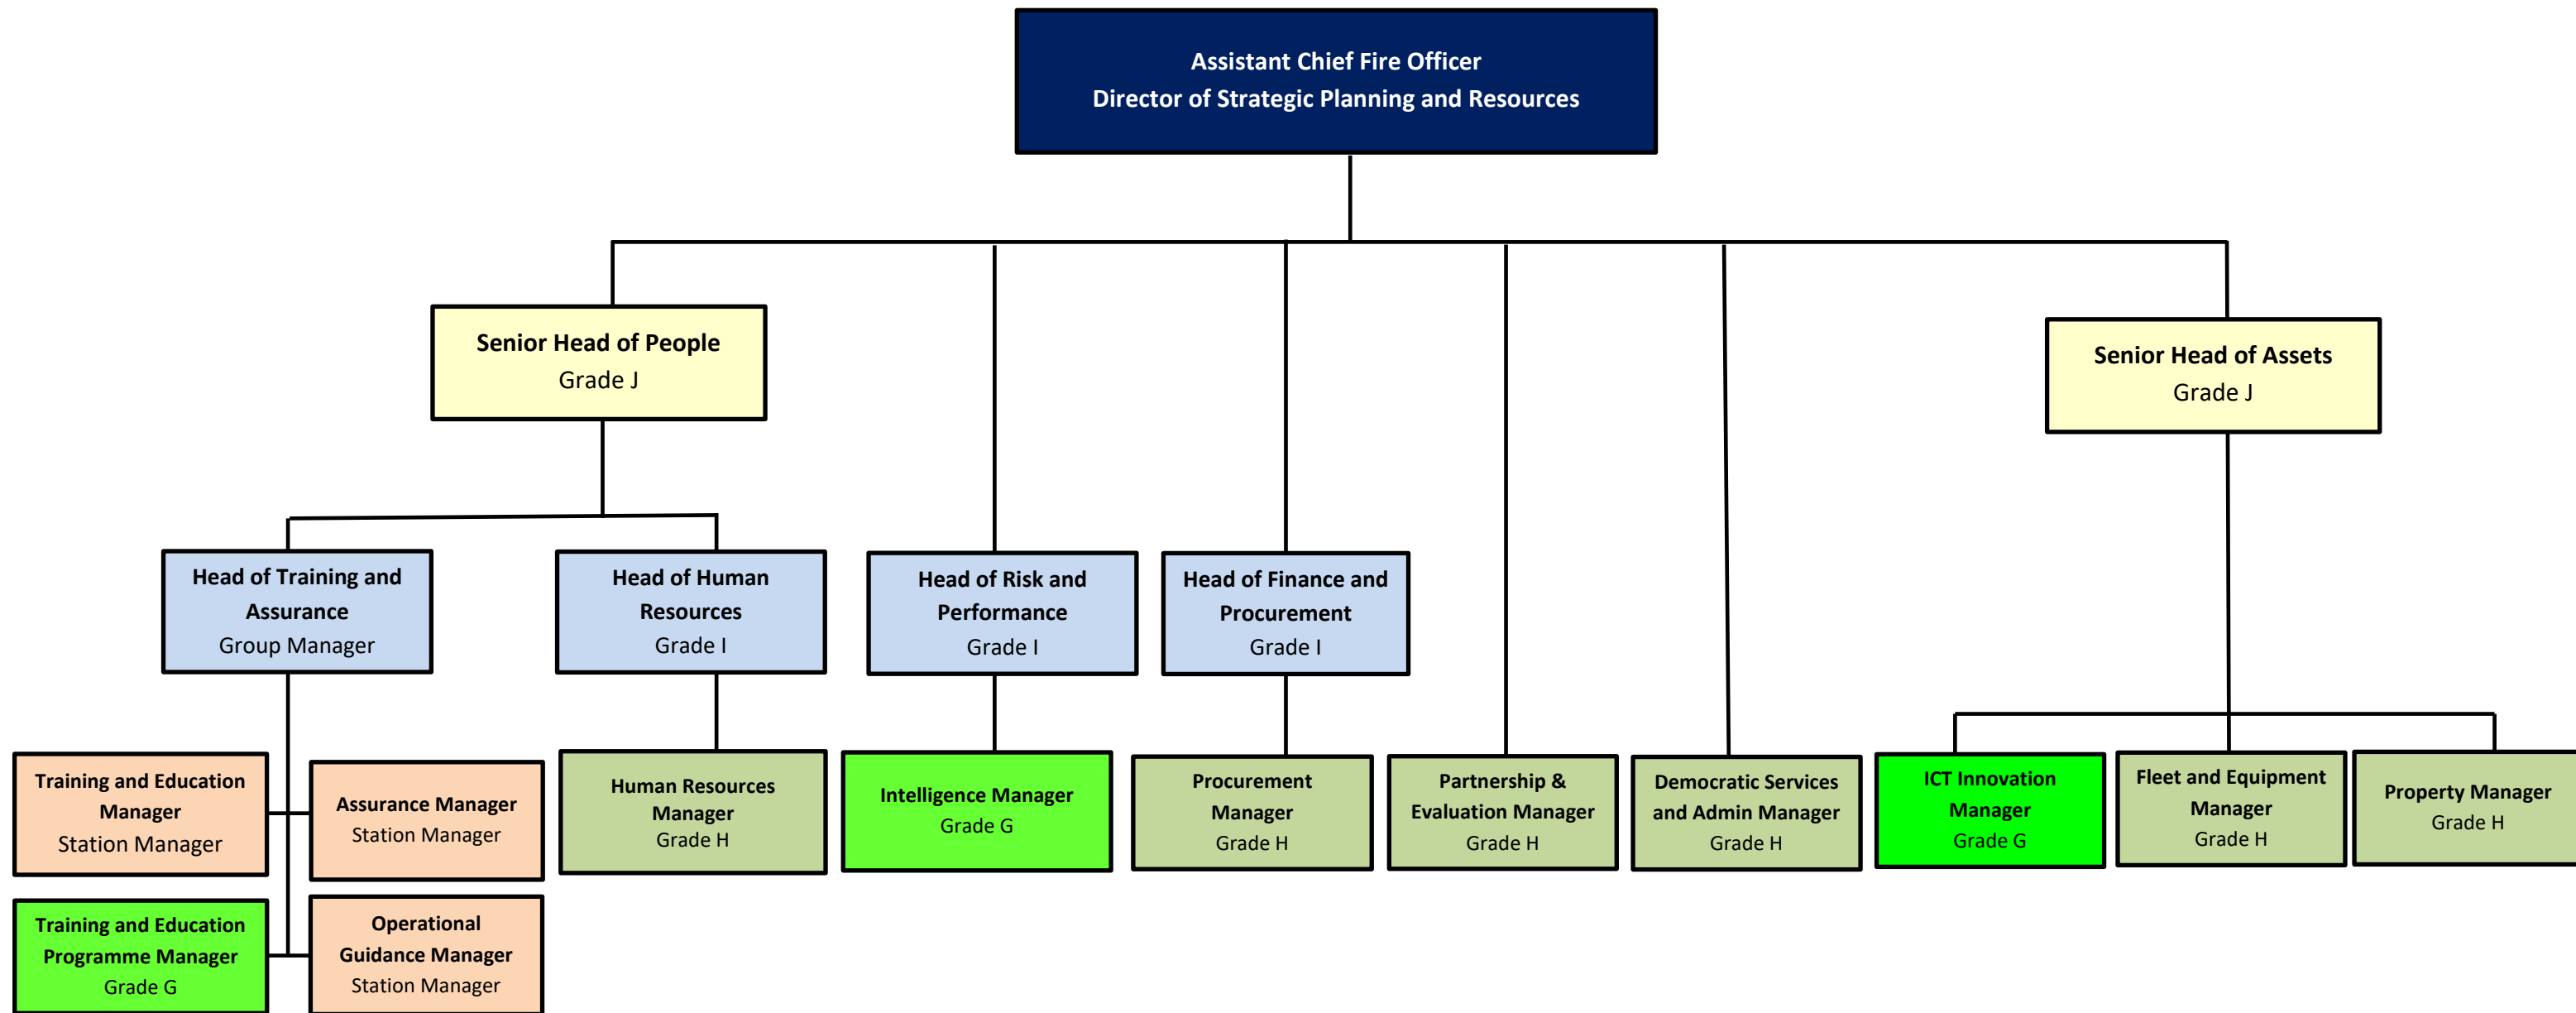 Assistant Chief Fire Officer
Director of Strategic Planning and Resources
Senior Head of People
Grade J
Senior Head of Assets
Grade J
Head of Training and
Assurance
Group Manager
Head of Human
Resources
Grade I
Head of Risk and
Performance
Grade I
Head of Finance and
Procurement
Grade I
Training and Education
Manager
Station Manager
Assurance Manager
Station Manager
Human Resources
Manager
Grade H
Intelligence Manager
Grade G
Procurement
Manager
Grade H
Partnership &
Evaluation Manager
Grade H
Democratic Services
and Admin Manager
Grade H
ICT Innovation
Manager
Grade G
Fleet and Equipment
Manager
Grade H
Property Manager
Grade H
Training and Education
Programme Manager
Grade G
Operational
Guidance Manager
Station Manager